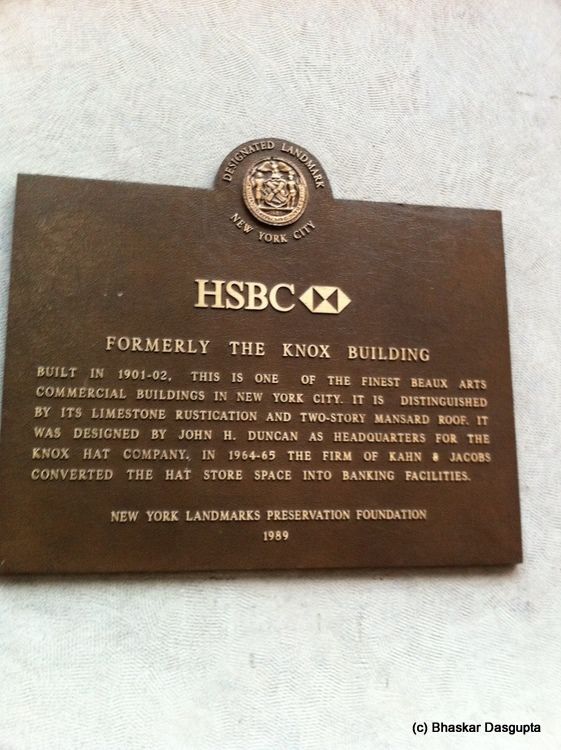 DESIGNATED LANDMARK
NEW YORK CITY
HSBC
FORMERLY THE KNOX BUILDING
BUILT IN 1901-02, THIS IS ONE OF THE FINEST BEAUX ARTS
COMMERCIAL BUILDINGS IN NEW YORK CITY. IT IS DISTINGUISHED
BY ITS LIMESTONE RUSTICATION AND TWO-STORY MANSARD ROOF. IT
WAS DESIGNED BY JOHN H. DUNCAN AS HEADQUARTERS FOR THE
KNOX HAT COMPANY. IN 1964-65 THE FIRM OF KAHN & JACOBS
CONVERTED THE HAT STORE SPACE INTO BANKING FACILITIES.
NEW YORK LANDMARKS PRESERVATION FOUNDATION
1989
(c) Bhaskar Dasgupta